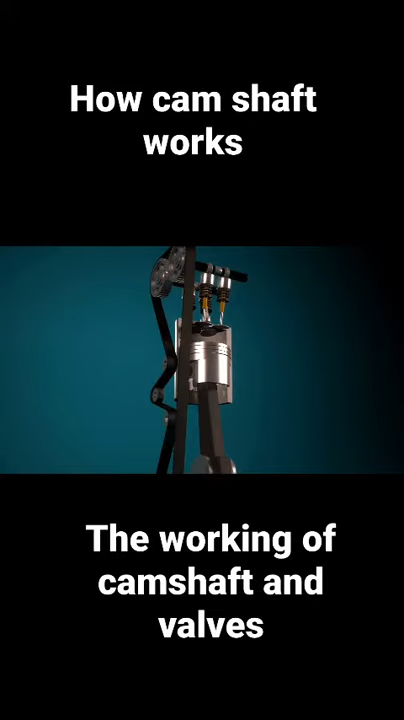 How cam shaft
works
The working of
camshaft and
valves